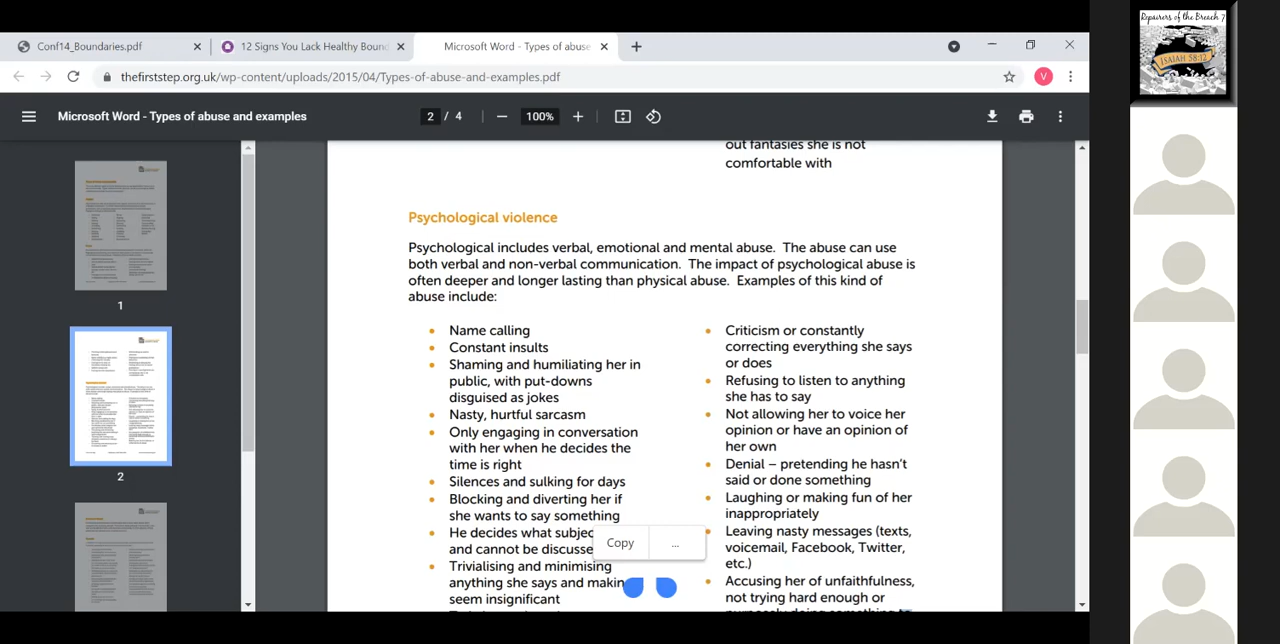 Conf14_Boundaries.pdf
12 Signs You Lack Healthy Bound
Microsoft Word - Types of abuse
thefirststep.org.uk/wp-content/uploads/2015/04/Types-of-abuse-and-examples.pdf
V
Microsoft Word - Types of abuse and examples
2 / 4
100%
1
2
out fantasies she is not
comfortable with
Psychological violence
Psychological includes verbal, emotional and mental abuse. The abuse can use
both verbal and non-verbal communication. The impact of psychological abuse is
often deeper and longer lasting than physical abuse. Examples of this kind of
abuse include:
Name calling
Constant insults
Shaming and humiliating her in
public, with put-downs
disguised as jokes
Nasty, hurtful sarcasm
Only engaging in conversation
with her when he decides the
time is right
Silences and sulking for days
Blocking and diverting her if
she wants to say something
He decides what subjec
and cannot be discusse
Trivialising and minimising
anything she says and makin
seem insignificant
Criticism or constantly
correcting everything she says
or does
Refusing to listen to anything
she has to say
Not allowing her to voice her
opinion or have an opinion of
her own
Denial – pretending he hasn't
said or done something
Laughing or making fun of her
inappropriately
Leaving nasty messages (texts,
voicemail, Facebook, Twitter,
etc.)
Accusing her of unfaithfulness,
not trying hard enough or
purposely doing something to
Copy
...
Repairers of the Breach 7
ISAIAH 58:12